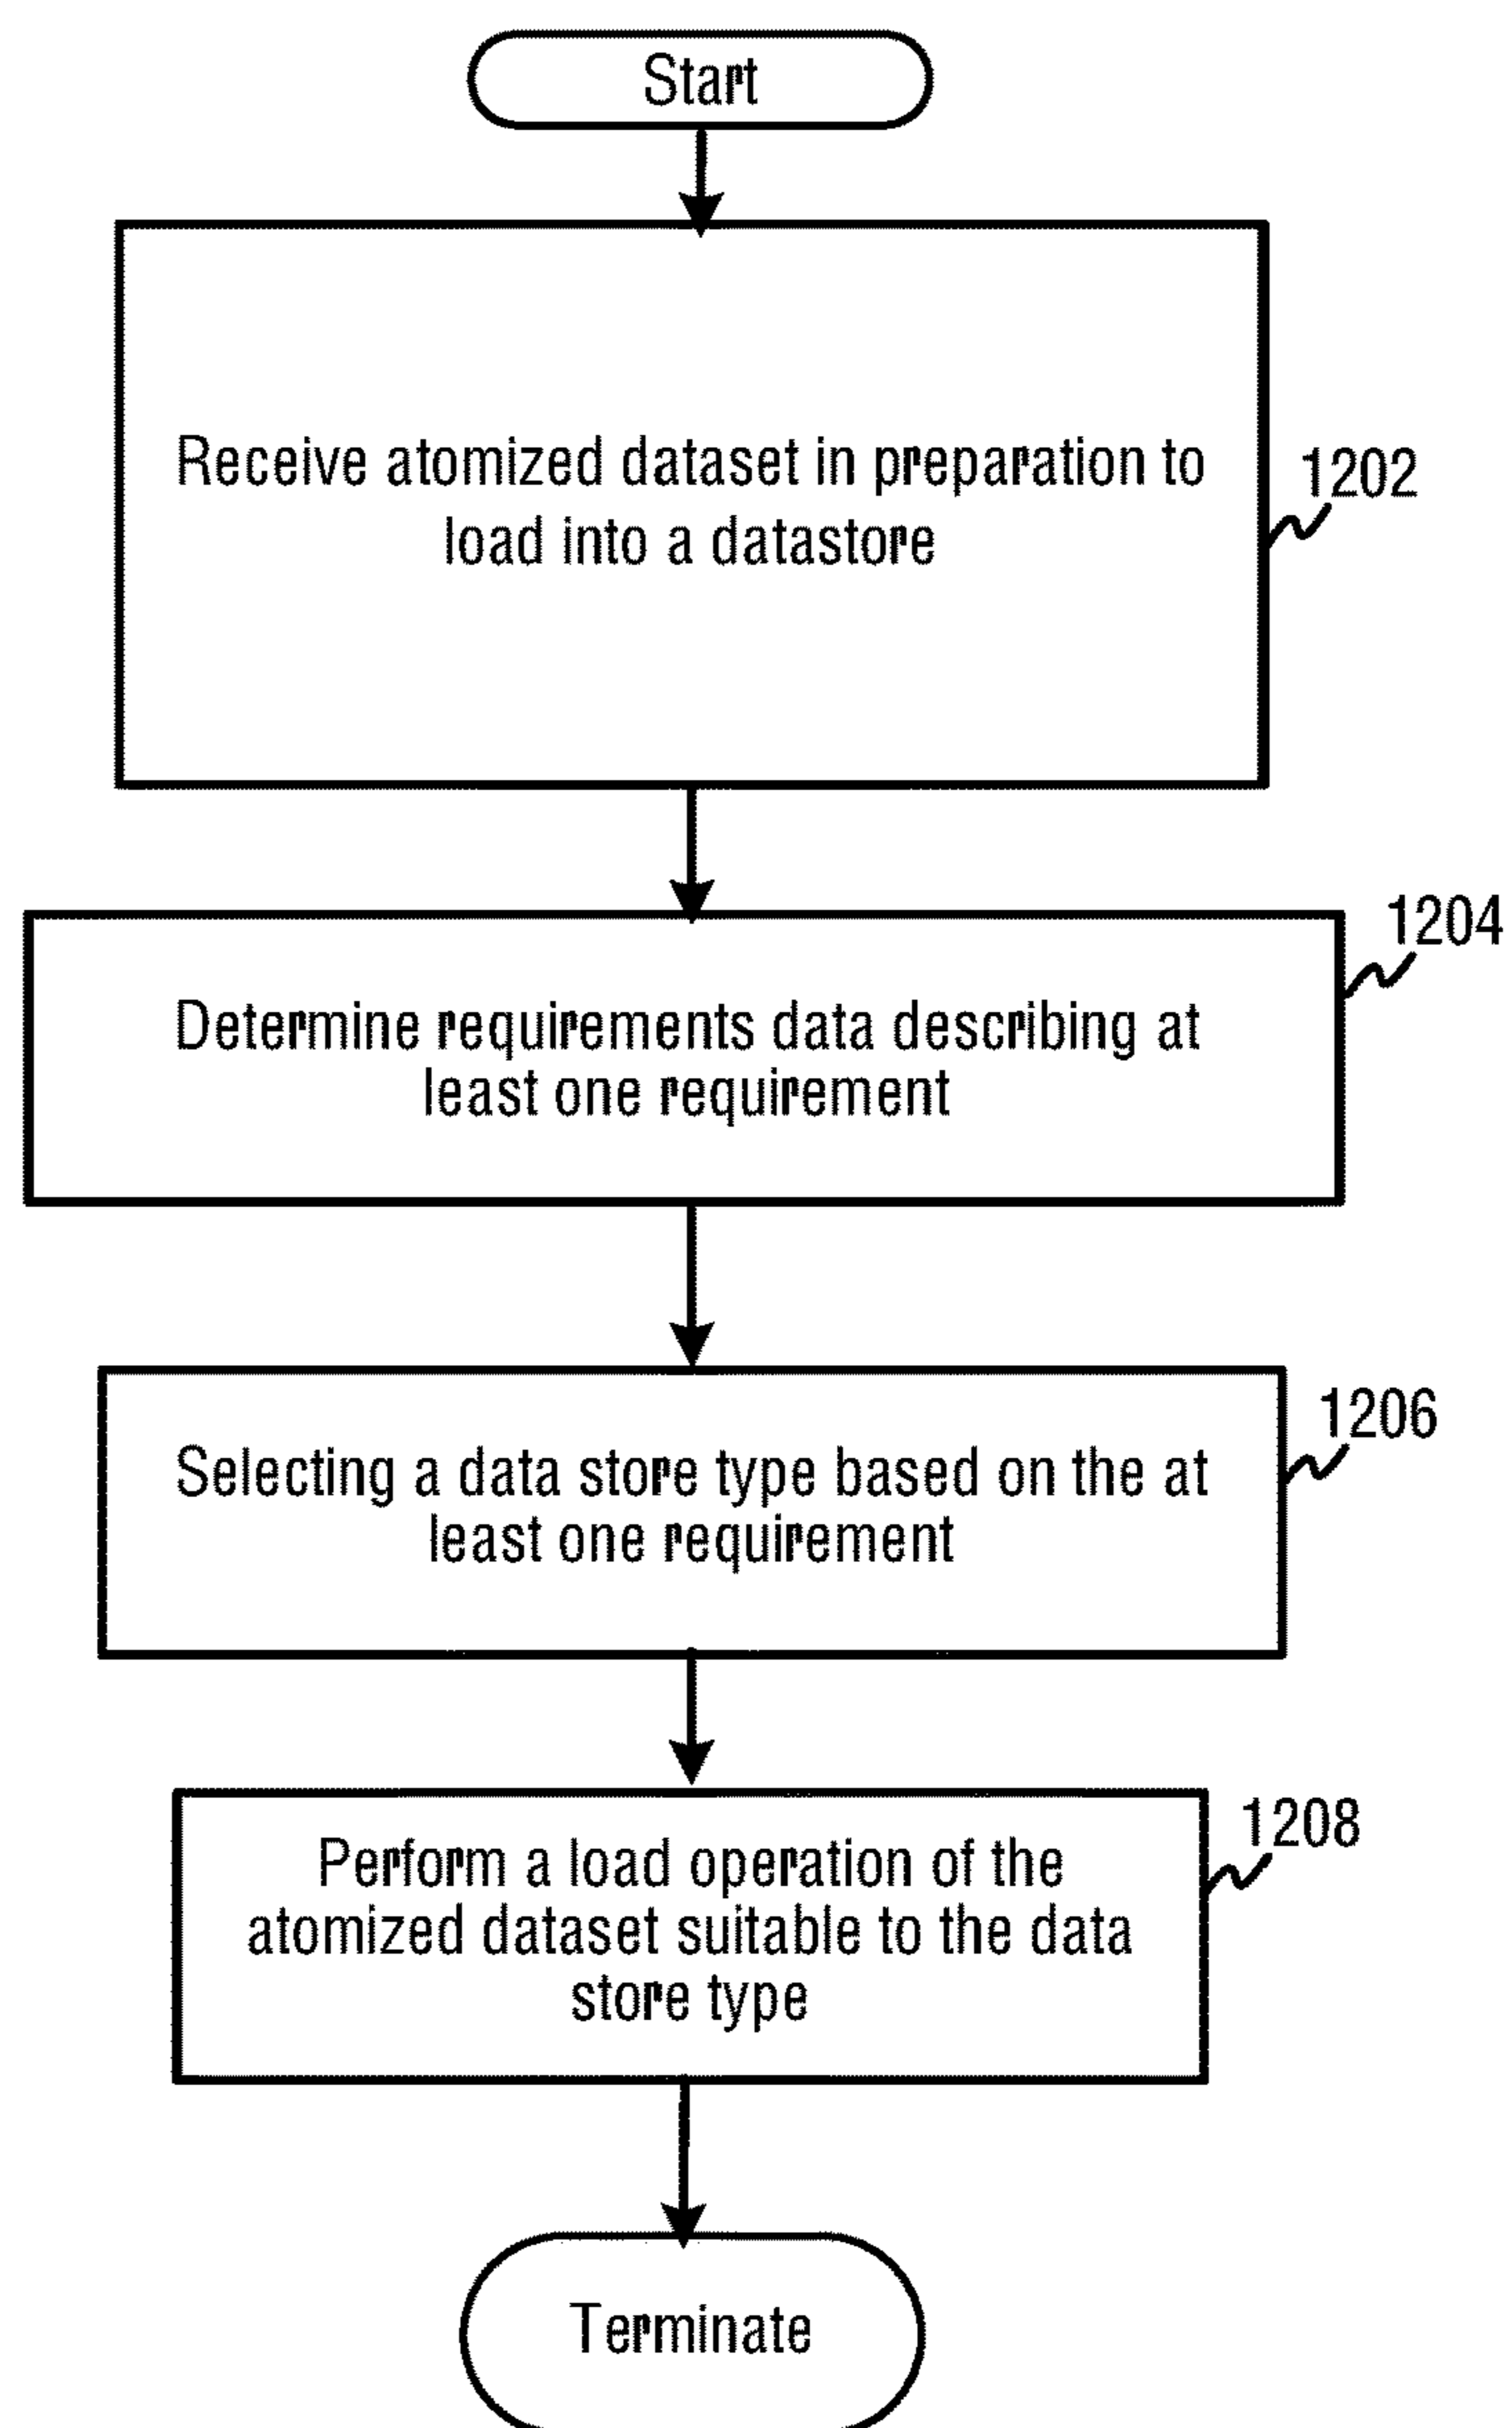 Start
Receive atomized dataset in preparation to
load into a datastore
1202
Determine requirements data describing at
least one requirement
1204
Selecting a data store type based on the at
least one requirement
1206
Perform a load operation of the
atomized dataset suitable to the data
store type
1208
Terminate